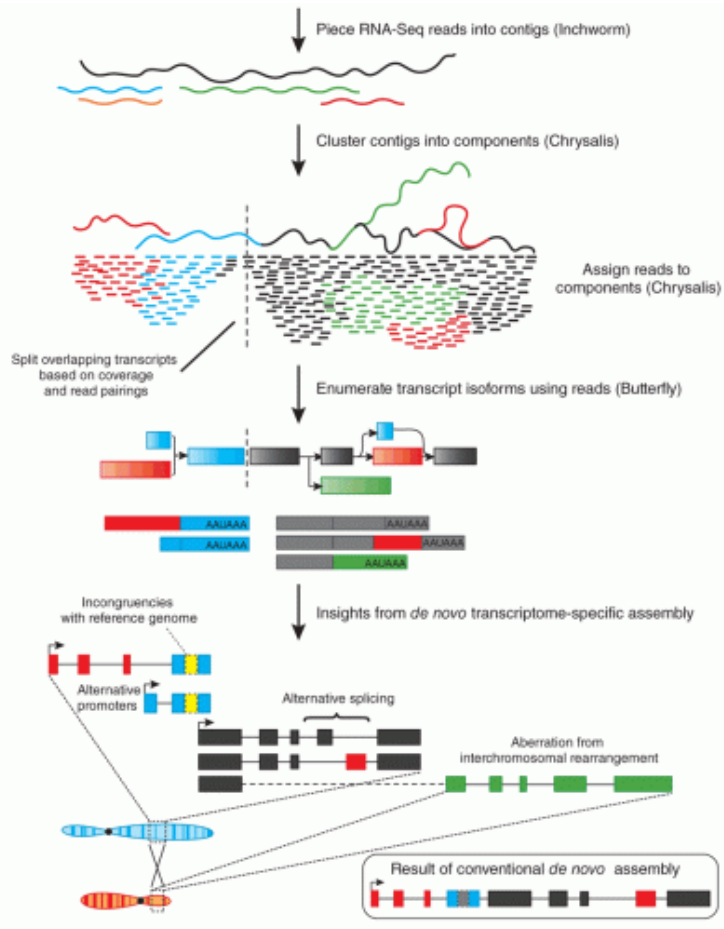 Piece RNA-Seq reads into contigs (Inchworm)
Cluster contigs into components (Chrysalis)
Assign reads to
components (Chrysalis)
Split overlapping transcripts
based on coverage
and read pairings
Enumerate transcript isoforms using reads (Butterfly)
AAUAAA
AAUAAA
AAUAAA
AAUAAA
AAUAAA
Insights from de novo transcriptome-specific assembly
Incongruencies
with reference genome
Alternative
promoters
Alternative splicing
Aberration from
interchromosomal rearrangement
Result of conventional de novo assembly